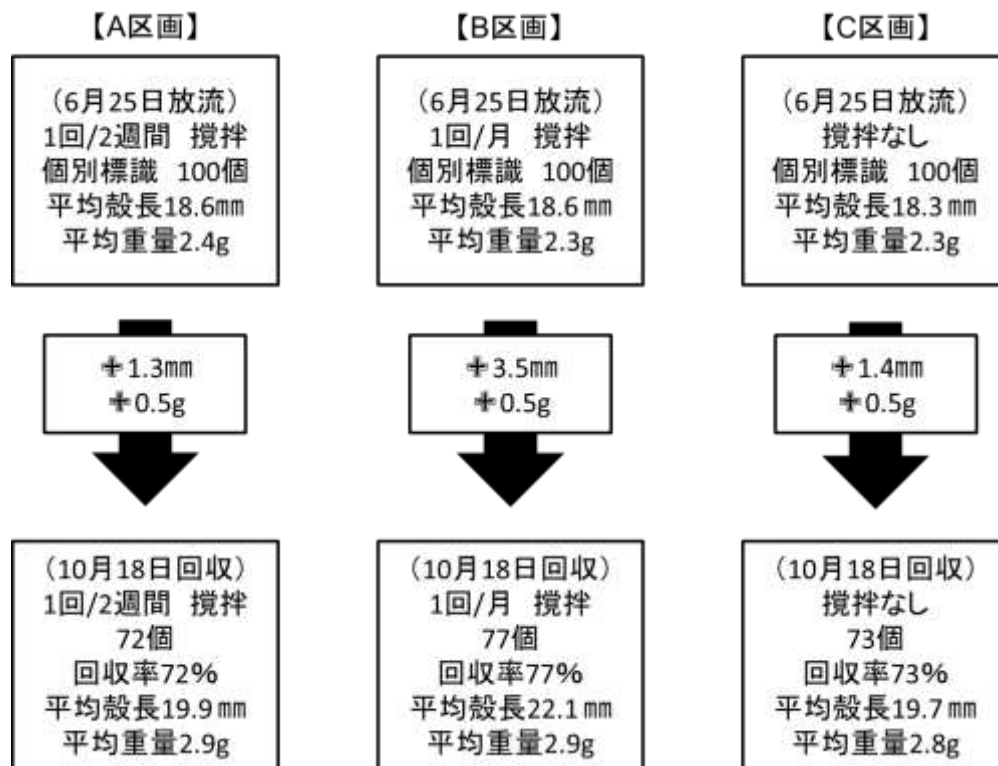 【A区画】
(6月25日放流)
1回/2週間 撹拌
個別標識 100個
平均殻長18.6㎜
平均重量2.4g
+1.3㎜
+0.5g
(10月18日回収)
1回/2週間 撹拌
72個
回収率72%
平均殻長19.9㎜
平均重量2.9g
【B区画】
(6月25日放流)
1回/月 撹拌
個別標識 100個
平均殻長18.6㎜
平均重量2.3g
+3.5㎜
+0.5g
(10月18日回収)
1回/月 撹拌
77個
回収率77%
平均殻長22.1㎜
平均重量2.9g
【C区画】
(6月25日放流)
撹拌なし
個別標識 100個
平均殻長18.3㎜
平均重量2.3g
+1.4㎜
+0.5g
(10月18日回収)
撹拌なし
73個
回収率73%
平均殻長19.7㎜
平均重量2.8g